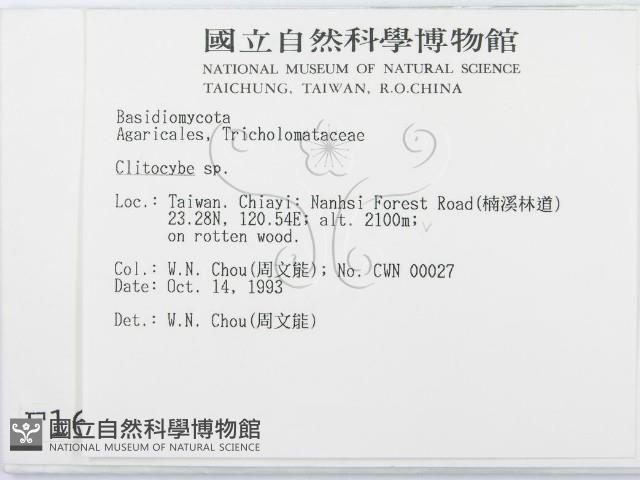 國立自然科學博物館
NATIONAL MUSEUM OF NATURAL SCIENCE
TAICHUNG, TAIWAN, R.O.CHINA
Basidiomycota
Agaricales, Tricholomataceae
Clitocybe sp.
Loc.: Taiwan. Chiayi: Nanhsi Forest Road(楠溪林道)
23.28N, 120.54E; alt. 2100m;
on rotten wood.
Col.: W.N. Chou(周文能); No. CWN 00027
Date: Oct. 14, 1993
Det.: W.N. Chou(周文能)
國立自然科學博物館
NATIONAL MUSEUM OF NATURAL SCIENCE